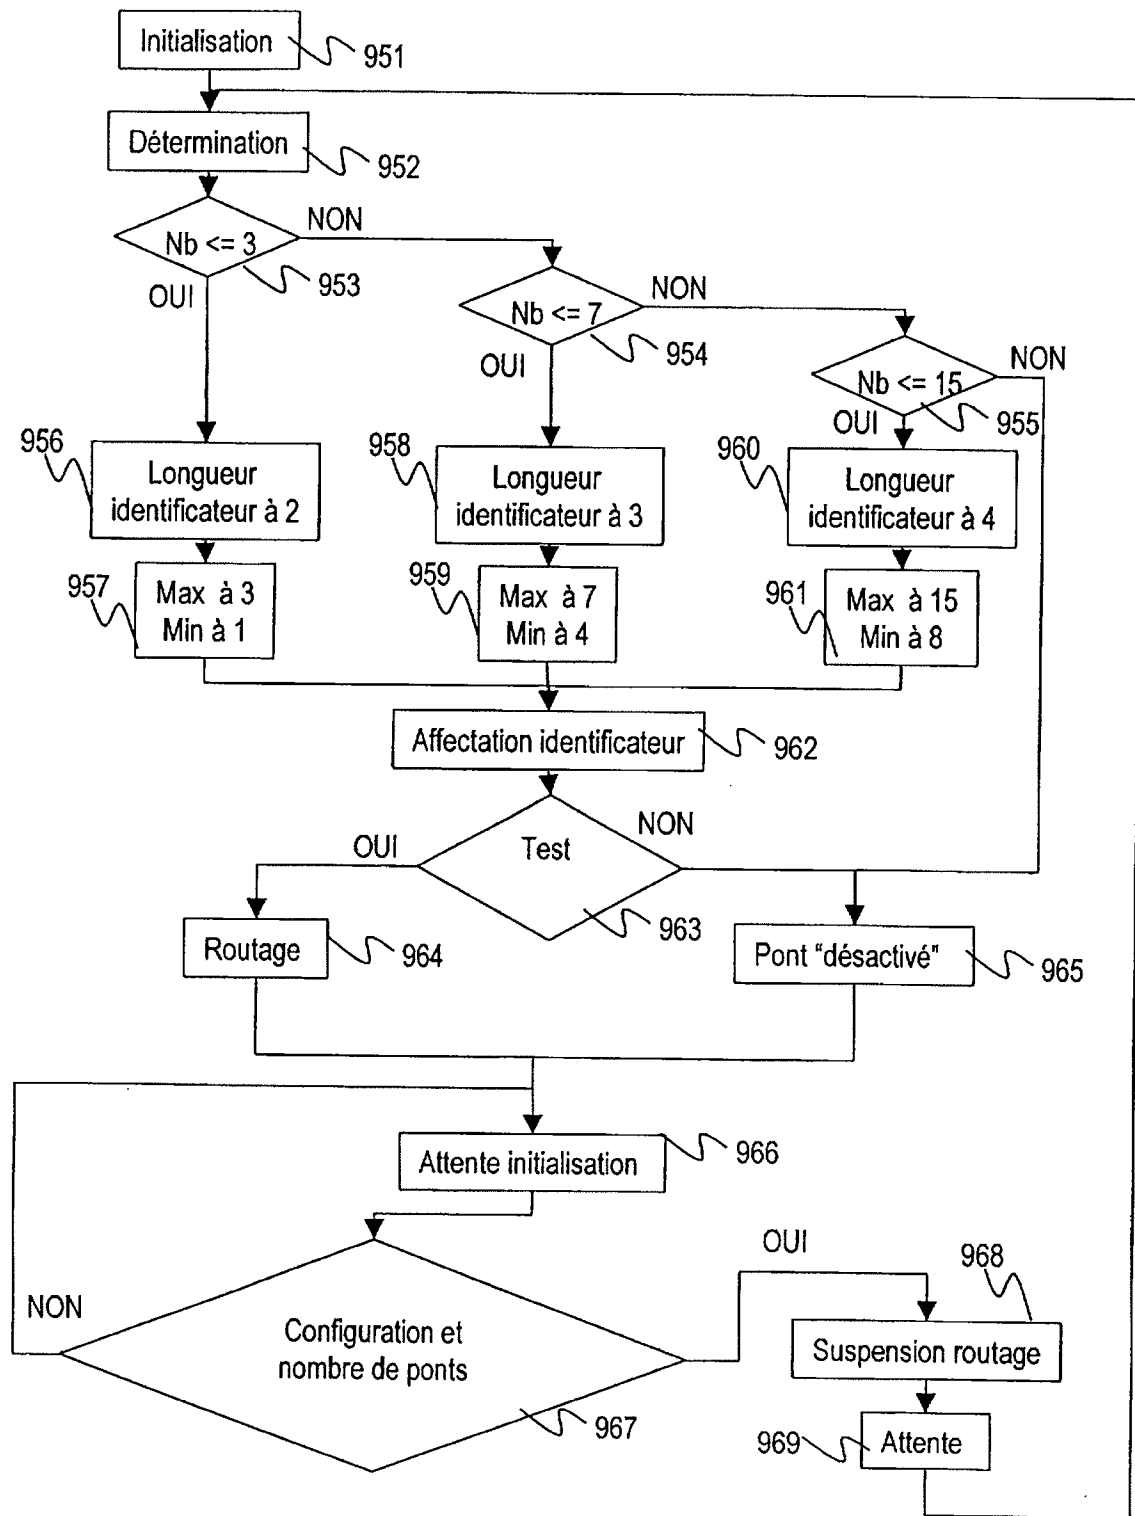 Initialisation
951
Détermination
952
NON
Nb <= 3
953
OUI
NON
Nb <= 7
954
OUI
NON
Nb <= 15
955
OUI
956
Longueur
identificateur à 2
958
Longueur
identificateur à 3
960
Longueur
identificateur à 4
957
Max à 3
Min à 1
959
Max à 7
Min à 4
961
Max à 15
Min à 8
Affectation identificateur
962
OUI
Test
NON
963
Routage
964
Pont “désactivé"
965
Attente initialisation
966
NON
Configuration et
nombre de ponts
967
OUI
968
Suspension routage
969
Attente